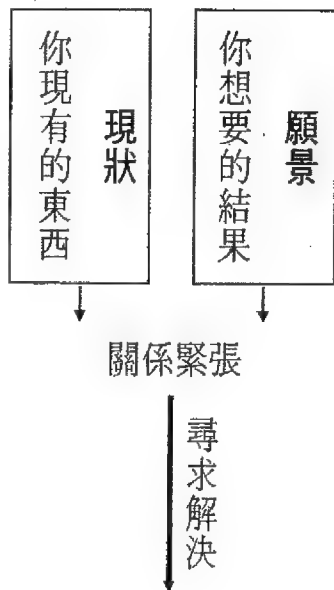 願景
你想要的結果
現狀
你現有的東西
關係緊張
尋求解決